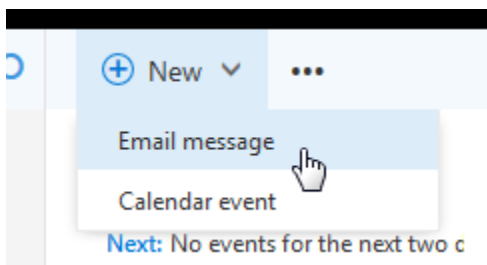 New •••
Email message
Calendar event
Next: No events for the next two